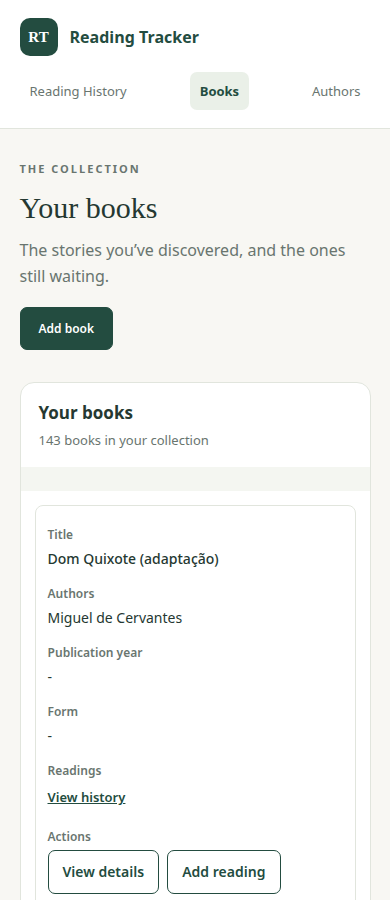 RT
Reading Tracker
Reading History Books Authors
THE COLLECTION
Your books
The stories you’ve discovered, and the ones
still waiting.
Add book
Your books
143 books in your collection
Title
Dom Quixote (adaptação)
Authors
Miguel de Cervantes
Publication year
-
Form
-
Readings
View history
Actions
View details Add reading